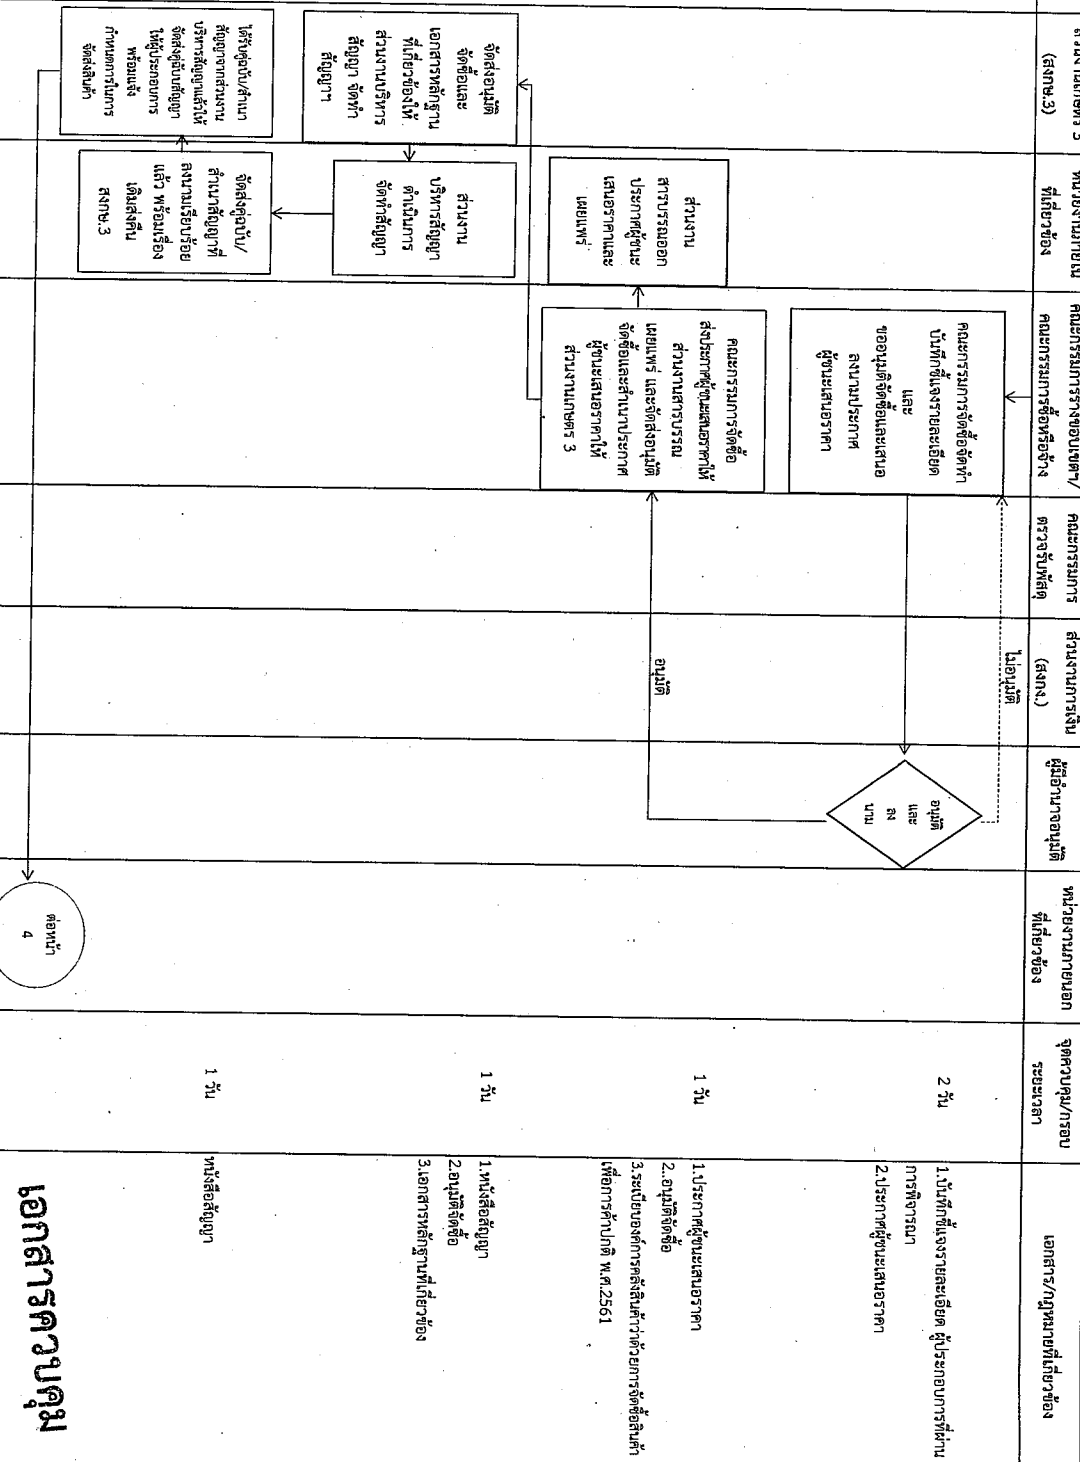 (สงกษ.3)
หน่วยงานภายใน
ที่เกี่ยวข้อง
คณะกรรมการร่างขอบเขตฯ/
คณะกรรมการซื้อหรือจ้าง
คณะกรรมการ
ตรวจรับพัสดุ
ส่วนงานการเงิน
(สงกง.)
ผู้มีอำนาจอนุมัติ
หน่วยงานภายนอก
ที่เกี่ยวข้อง
จุดควบคุม/กรอบ
ระยะเวลา
เอกสาร/กฎหมายที่เกี่ยวข้อง
คณะกรรมการจัดซื้อจัดทำ
บันทึกชี้แจงรายละเอียด
และ
ขออนุมัติจัดซื้อและเสนอ
ลงนามประกาศ
ผู้ชนะเสนอราคา
ไม่อนุมัติ
อนุมัติ
และ
ลง
นาม
2 วัน
1.บันทึกชี้แจงรายละเอียด ผู้ประกอบการที่ผ่าน
การพิจารณา
2.ประกาศผู้ชนะเสนอราคา
ส่วนงาน
สารบรรณออก
ประกาศผู้ชนะ
เสนอราคาและ
เผยแพร่
คณะกรรมการจัดซื้อ
ส่งประกาศผู้ชนะเสนอราคาให้
ส่วนงานสารบรรณ
เผยแพร่ และจัดส่งอนุมัติ
จัดซื้อและสำเนาประกาศ
ผู้ชนะเสนอราคาให้
ส่วนงานเกษตร 3
อนุมัติ
1 วัน
1.ประกาศผู้ชนะเสนอราคา
2..อนุมัติจัดซื้อ
3.ระเบียบองค์การคลังสินค้าว่าด้วยการจัดซื้อสินค้า
เพื่อการค้าปกติ พ.ศ.2561
จัดส่งอนุมัติ
จัดซื้อและ
เอกสารหลักฐาน
ที่เกี่ยวข้องให้
ส่วนงานบริหาร
สัญญา จัดทำ
สัญญาฯ
ส่วนงาน
บริหารสัญญา
ดำเนินการ
จัดทำสัญญา
1 วัน
1.หนังสือสัญญา
2.อนุมัติจัดซื้อ
3.เอกสารหลักฐานที่เกี่ยวข้อง
ได้รับคู่ฉบับ/สำเนา
สัญญาจากส่วนงาน
บริหารสัญญาแล้วให้
จัดส่งคู่ฉบับสัญญา
ให้ผู้ประกอบการ
พร้อมแจ้ง
กำหนดการในการ
จัดส่งสินค้า
จัดส่งคู่ฉบับ/
สำเนาสัญญาที่
ลงนามเรียบร้อย
แล้ว พร้อมเรื่อง
เดิมส่งคืน
สงกษ.3
1 วัน
หนังสือสัญญา
ต่อหน้า
4
เอกสารควบคุม